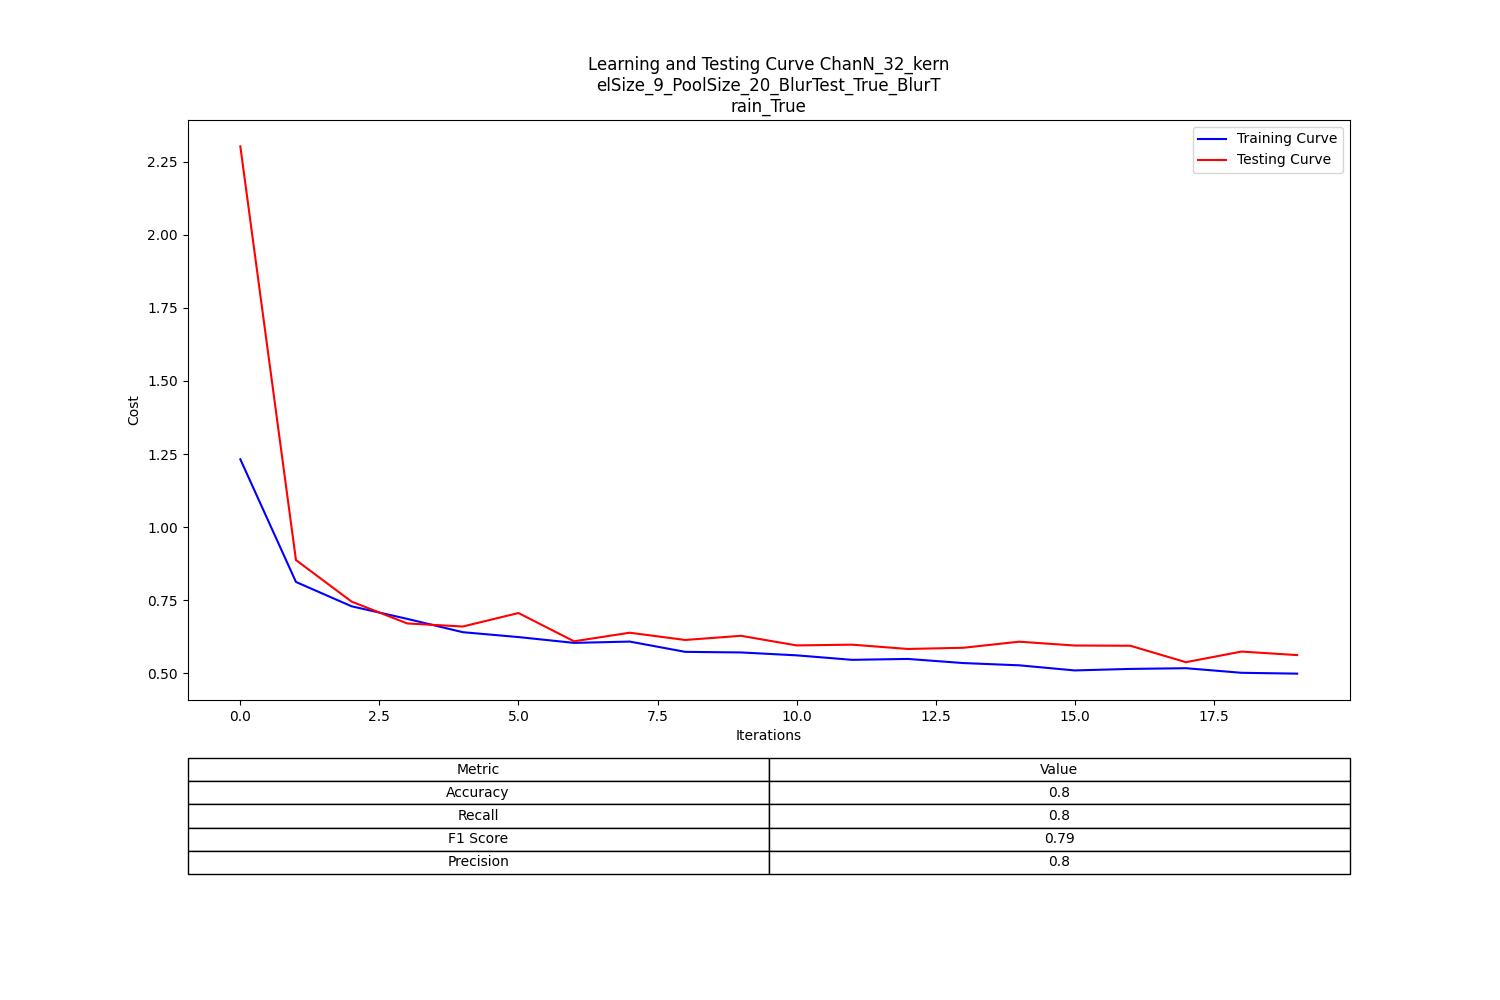 Learning and Testing Curve ChanN_32_kern
elSize_9_PoolSize_20_BlurTest_True_BlurT
rain_True
Training Curve
Testing Curve
2.25
2.00
1.75
1.50
1.25
1.00
0.75
0.50
Cost
0.0 2.5 5.0 7.5 10.0 12.5 15.0 17.5
Iterations
Metric Value
Accuracy 0.8
Recall 0.8
F1 Score 0.79
Precision 0.8